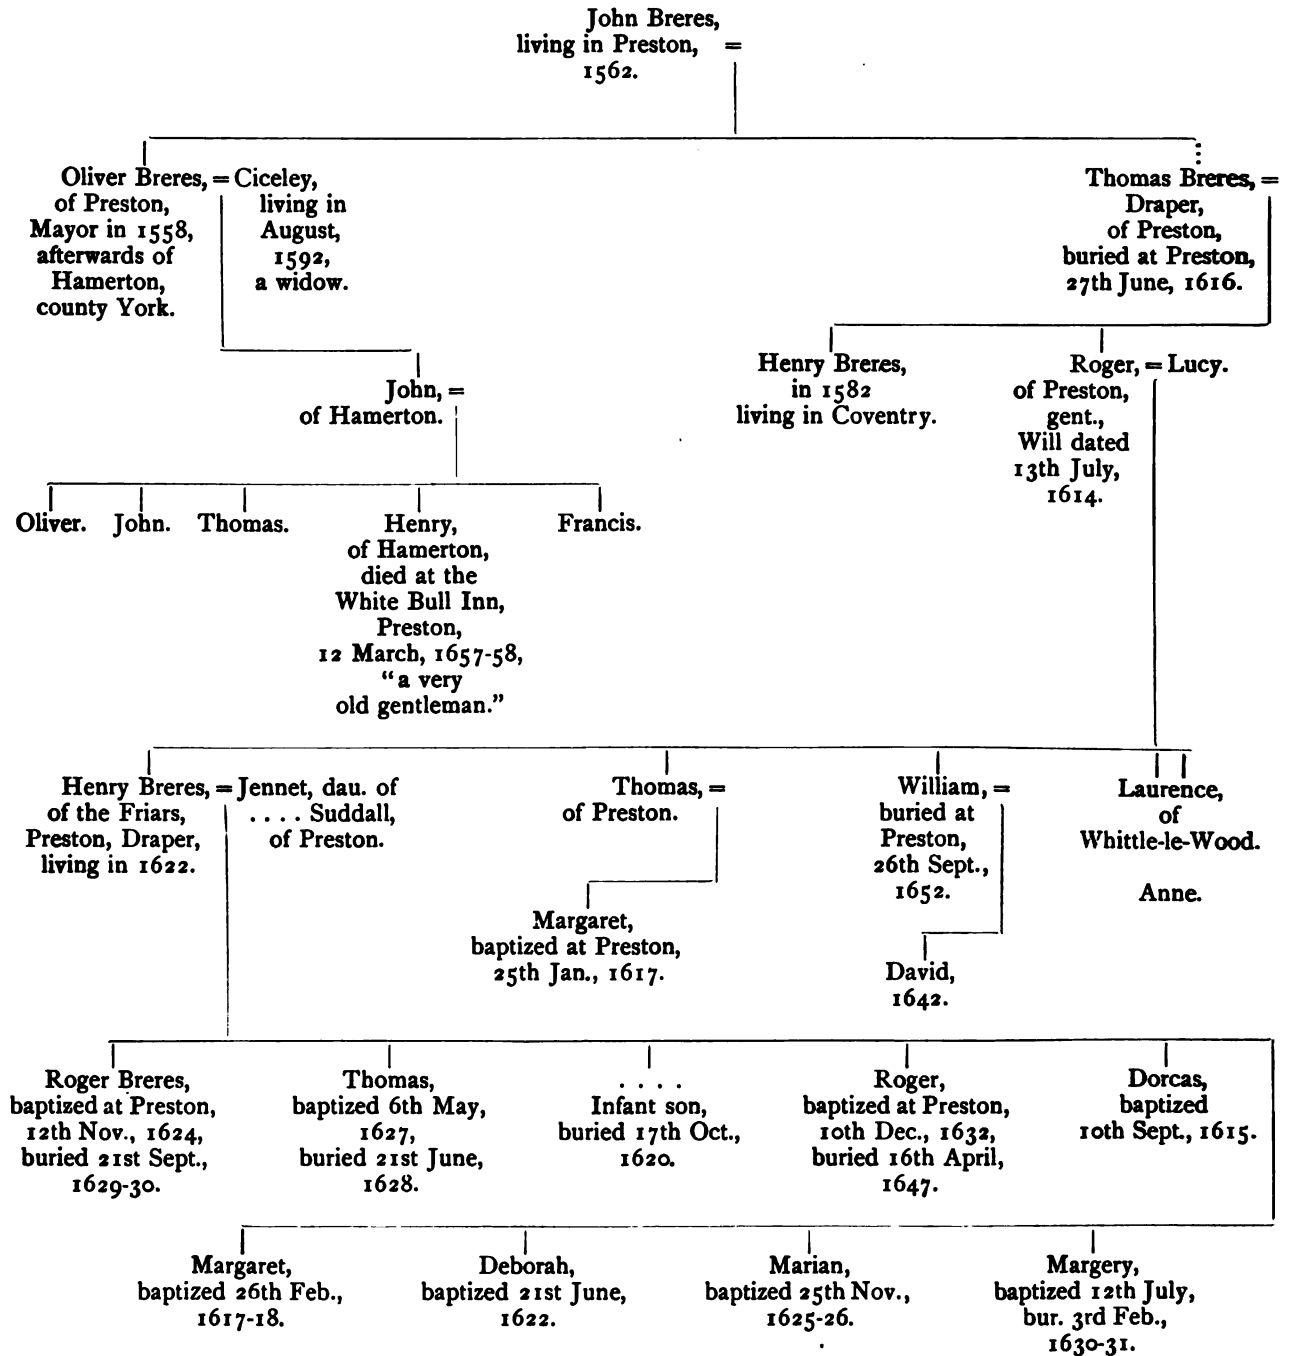 John Breres,
living in Preston, =
1562.
Oliver Breres, = Ciceley,
of Preston,
Mayor in 1558,
afterwards of
Hamerton,
county York.
living in
August,
1592,
a widow.
Thomas Breres, =
Draper,
of Preston,
buried at Preston,
27th June, 1616.
Henry Breres,
in 1582
living in Coventry.
Roger, = Lucy.
of Preston,
gent.,
Will dated
13th July,
1614.
John, =
of Hamerton.
Oliver.
John.
Thomas.
Henry,
of Hamerton,
died at the
White Bull Inn,
Preston,
12 March, 1657-58,
“a very
old gentleman.”
Francis.
Henry Breres, = Jennet, dau. of
of the Friars,
Preston, Draper,
living in 1622.
.... Suddall,
of Preston.
Thomas, =
of Preston.
William, =
buried at
Preston,
26th Sept.,
1652.
Laurence,
of
Whittle-le-Wood.
Anne.
Margaret,
baptized at Preston,
25th Jan., 1617.
David,
1642.
Roger Breres,
baptized at Preston,
12th Nov., 1624,
buried 21st Sept.,
1629-30.
Thomas,
baptized 6th May,
1627,
buried 21st June,
1628.
....
Infant son,
buried 17th Oct.,
1620.
Roger,
baptized at Preston,
10th Dec., 1632,
buried 16th April,
1647.
Dorcas,
baptized
10th Sept., 1615.
Margaret,
baptized 26th Feb.,
1617-18.
Deborah,
baptized 21st June,
1622.
Marian,
baptized 25th Nov.,
1625-26.
Margery,
baptized 12th July,
bur. 3rd Feb.,
1630-31.